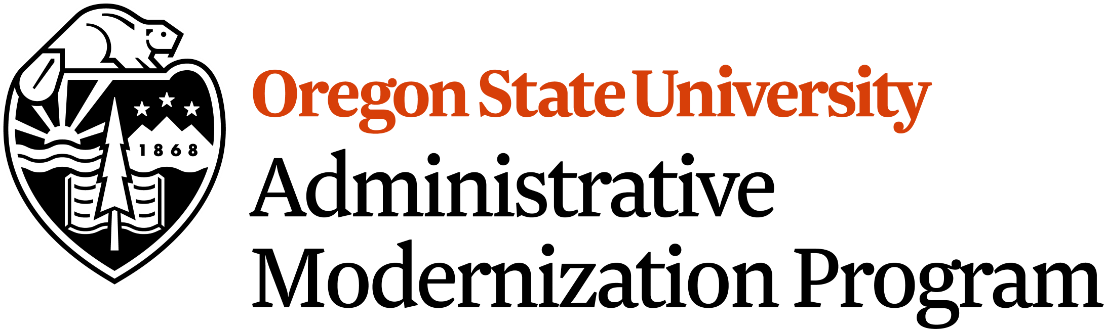 1868
Oregon State University
Administrative
Modernization Program